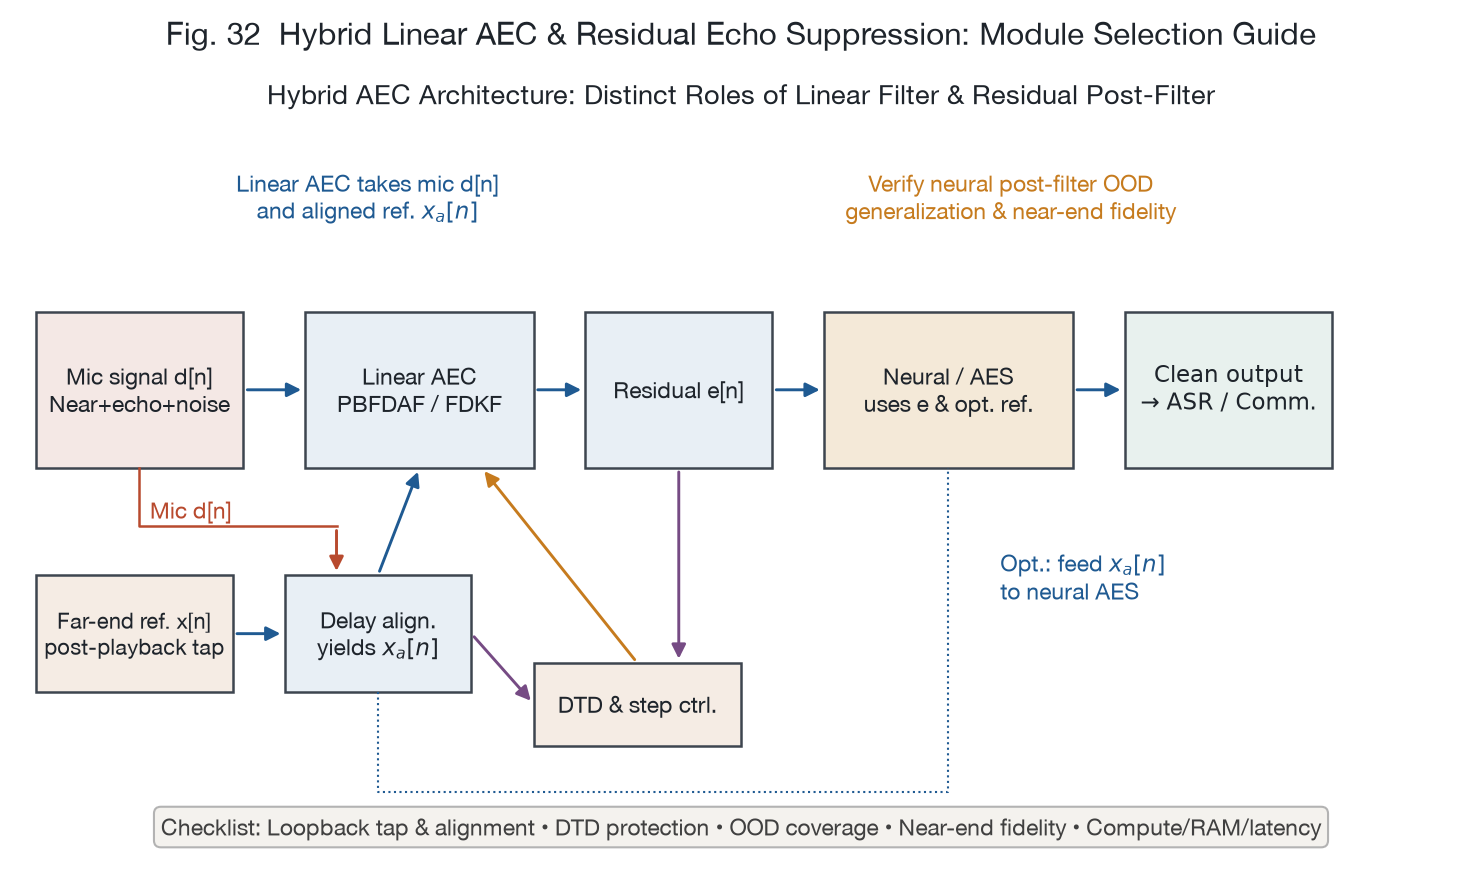 Fig. 32  Hybrid Linear AEC & Residual Echo Suppression: Module Selection Guide
Hybrid AEC Architecture: Distinct Roles of Linear Filter & Residual Post-Filter
Linear AEC takes mic d[n]
and aligned ref. xₐ[n]
Verify neural post-filter OOD
generalization & near-end fidelity
Mic signal d[n]
Near+echo+noise
Linear AEC
PBFDAF / FDKF
Residual e[n]
Neural / AES
uses e & opt. ref.
Clean output
→ ASR / Comm.
Mic d[n]
Far-end ref. x[n]
post-playback tap
Delay align.
yields xₐ[n]
DTD & step ctrl.
Opt.: feed xₐ[n]
to neural AES
Checklist: Loopback tap & alignment • DTD protection • OOD coverage • Near-end fidelity • Compute/RAM/latency